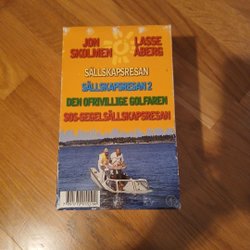 JON
SKOLMEN
LASSE
ÅBERG
SÄLLSKAPSRESAN
SÄLLSKAPSRESAN 2
DEN OFRIVILLIGE GOLFAREN
SOS-SEGELSÄLLSKAPSRESAN